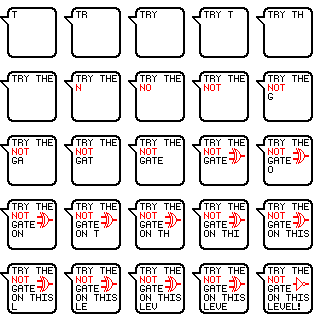 T
TR
TRY
TRY T
TRY TH
TRY THE
TRY THE
N
TRY THE
NO
TRY THE
NOT
TRY THE
NOT
G
TRY THE
NOT
GA
TRY THE
NOT
GAT
TRY THE
NOT
GATE
TRY THE
NOT
GATE
TRY THE
NOT
GATE
O
TRY THE
NOT
GATE
ON
TRY THE
NOT
GATE
ON T
TRY THE
NOT
GATE
ON TH
TRY THE
NOT
GATE
ON THI
TRY THE
NOT
GATE
ON THIS
TRY THE
NOT
GATE
ON THIS
L
TRY THE
NOT
GATE
ON THIS
LE
TRY THE
NOT
GATE
ON THIS
LEV
TRY THE
NOT
GATE
ON THIS
LEVE
TRY THE
NOT
GATE
ON THIS
LEVEL!